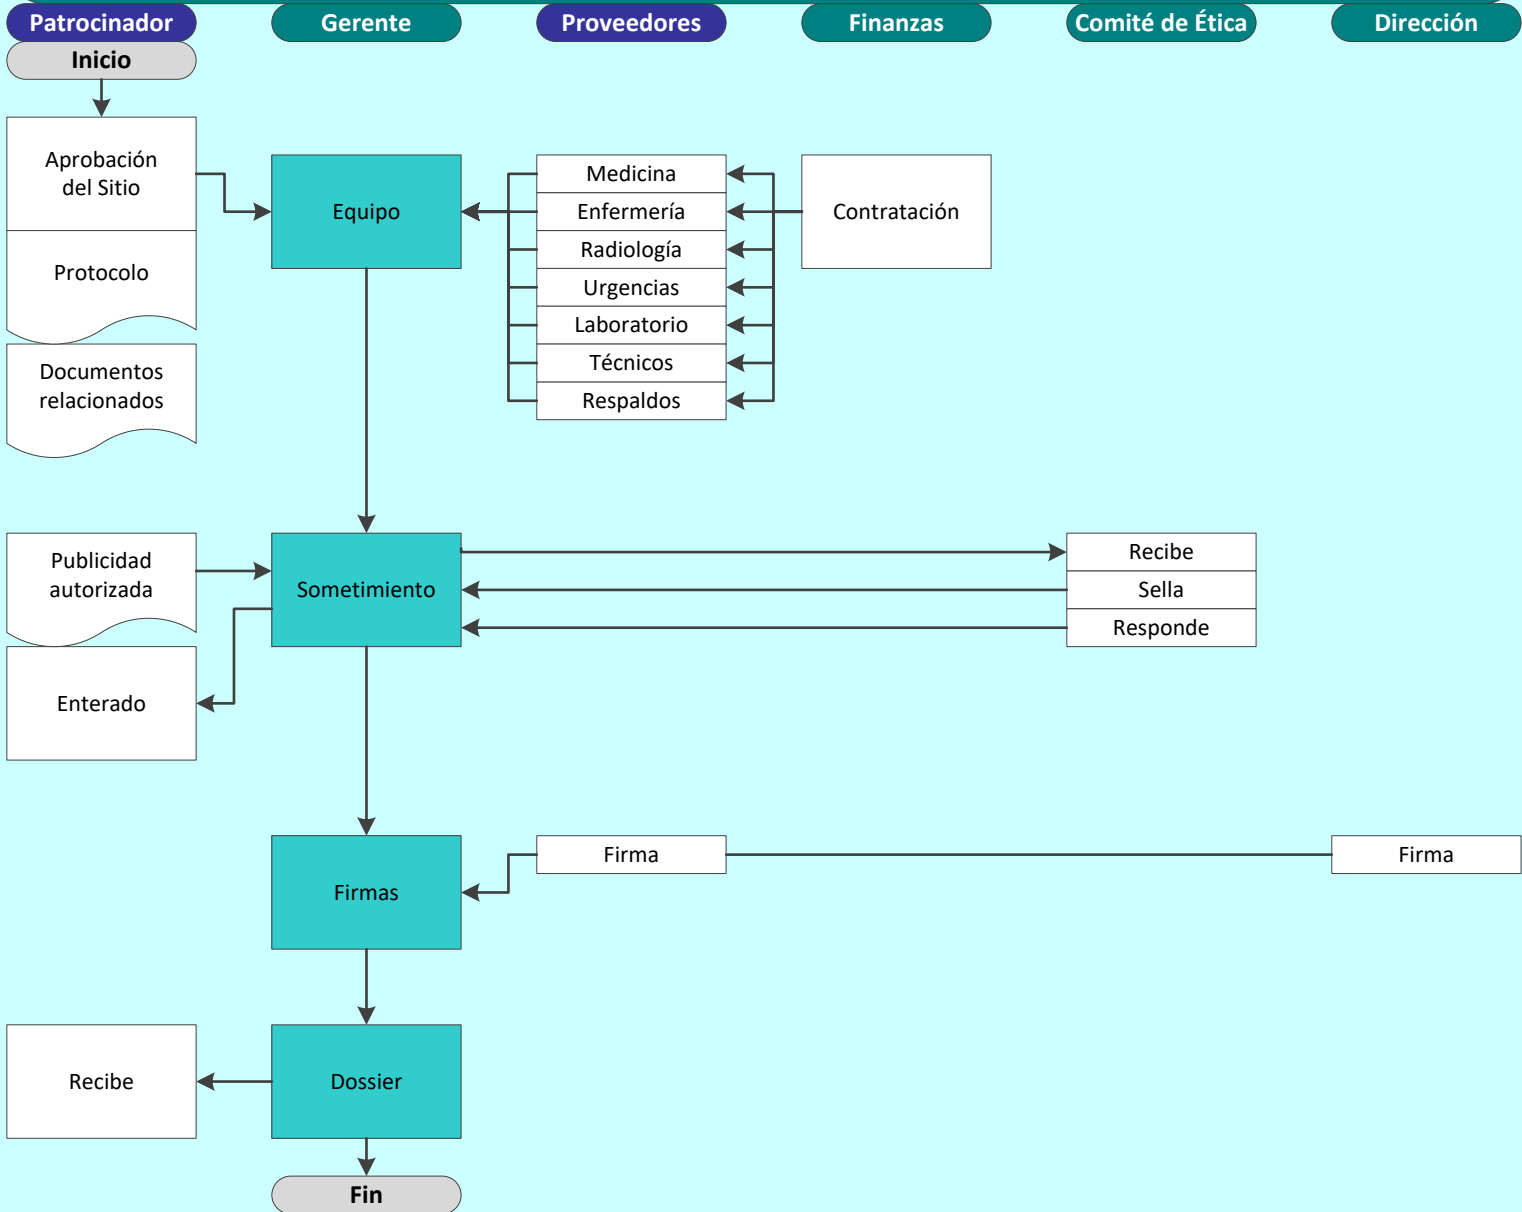 Patrocinador
Gerente
Proveedores
Finanzas
Comité de Ética
Dirección
Inicio
Aprobación
del Sitio
Equipo
Medicina
Enfermería
Radiología
Urgencias
Laboratorio
Técnicos
Respaldos
Contratación
Protocolo
Documentos
relacionados
Publicidad
autorizada
Sometimiento
Recibe
Sella
Responde
Enterado
Firmas
Firma
Firma
Recibe
Dossier
Fin